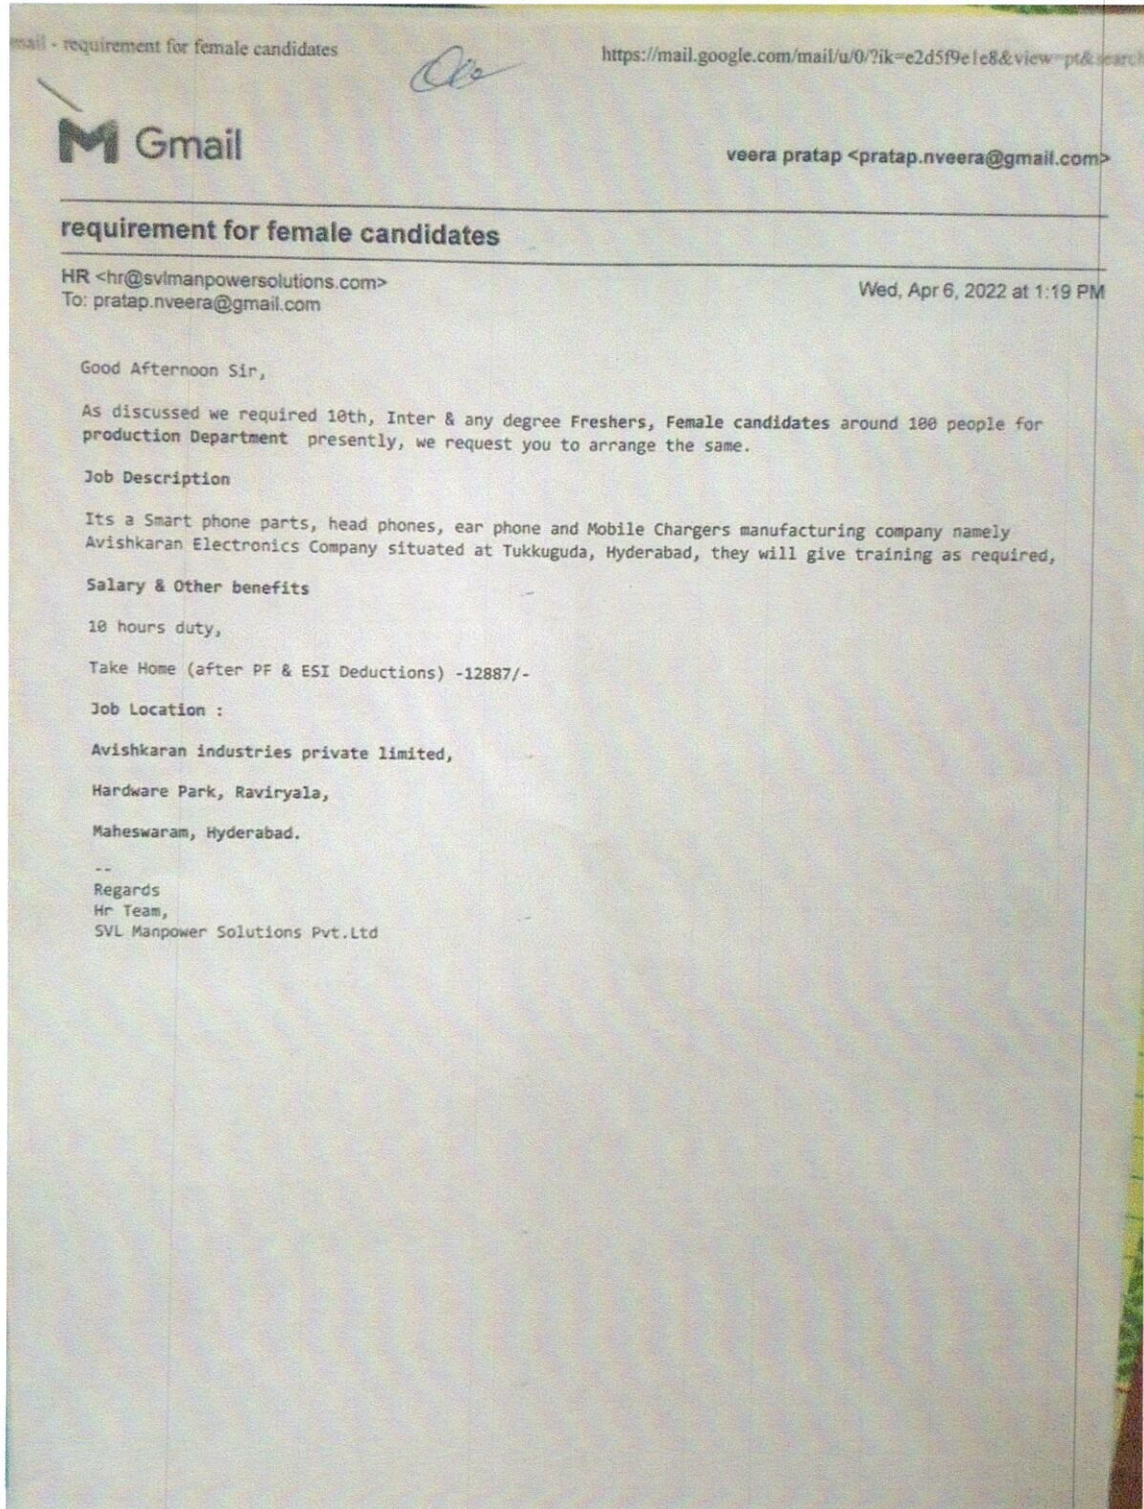 mail - requirement for female candidates
https://mail.google.com/mail/u/0/?ik=e2d5f9e1e8&view=pt&search
M Gmail
veera pratap <pratap.nveera@gmail.com>
requirement for female candidates
HR <hr@svlmanpowersolutions.com>
To: pratap.nveera@gmail.com
Wed, Apr 6, 2022 at 1:19 PM
Good Afternoon Sir,
As discussed we required 10th, Inter & any degree Freshers, Female candidates around 100 people for
production Department presently, we request you to arrange the same.
Job Description
Its a Smart phone parts, head phones, ear phone and Mobile Chargers manufacturing company namely
Avishkaran Electronics Company situated at Tukkuguda, Hyderabad, they will give training as required,
Salary & Other benefits
10 hours duty,
Take Home (after PF & ESI Deductions) -12887/-
Job Location :
Avishkaran industries private limited,
Hardware Park, Raviryala,
Maheswaram, Hyderabad.
--
Regards
Hr Team,
SVL Manpower Solutions Pvt.Ltd